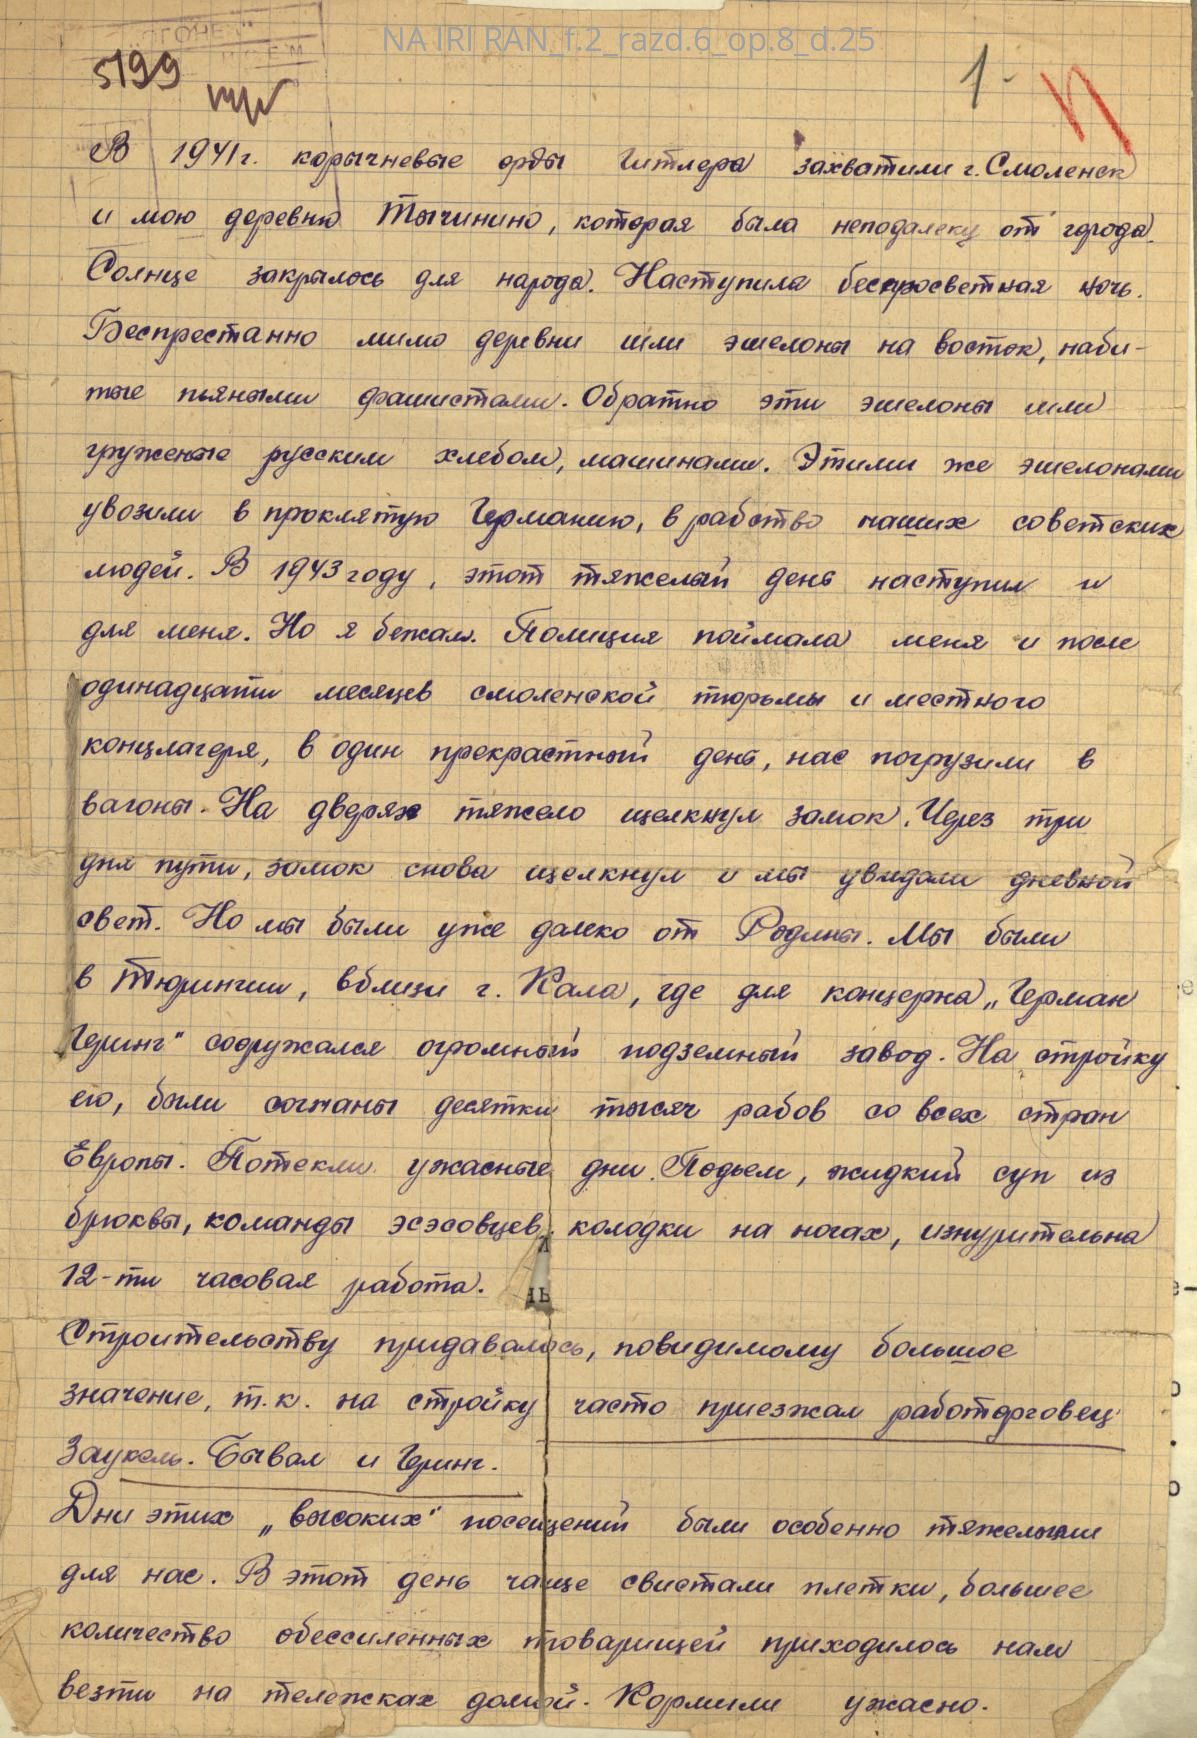 NA IRI RAN_f.2_razd.6_op.8_d.25
5199
1-
В 1941г. корычневые орды Гитлера захватили г. Смоленск
и мою деревню Тычинино, которая была неподалеку от города.
Солнце закрылось для народа. Наступила беспросветная ночь.
Беспрестанно мимо деревни шли эшелоны на восток, наби-
тые пьяными фашистами. Обратно эти эшелоны шли
груженые русским хлебом, машинами. Этими же эшелонами
увозили в проклятую Германию, в рабство наших советских
людей. В 1943 году, этот тяжелый день наступил и
для меня. Но я бежал. Полиция поймала меня и после
одинадцати месяцев смоленской тюрьмы и местного
концлагеря, в один прекрастный день, нас погрузили в
вагоны. На дверях тяжело щелкнул замок. Через три
дня пути, замок снова щелкнул и мы увидали дневной
свет. Но мы были уже далеко от Родины. Мы были
в Тюрингии, вблизи г. Кала, где для концерна „Герман
Геринг" содружался огромный подземный завод. На стройку
его, были согнаны десятки тысяч рабов со всех стран
Европы. Потекли ужасные дни. Подьем, жидкий суп из
брюквы, команды эсэсовцев, колодки на ногах, изнурительна
12-ти часовая работа.
Строительству придавалось, повидимому большое
значение, т.к. на стройку часто приезжал работорговец
Заукель. Бывал и Геринг.
Дни этих „высоких" посещений были особенно тяжелыми
для нас. В этот день чаще свистали плетки, большее
количество обессиленных товарищей приходилось нам
везти на тележках домой. Кормили ужасно.